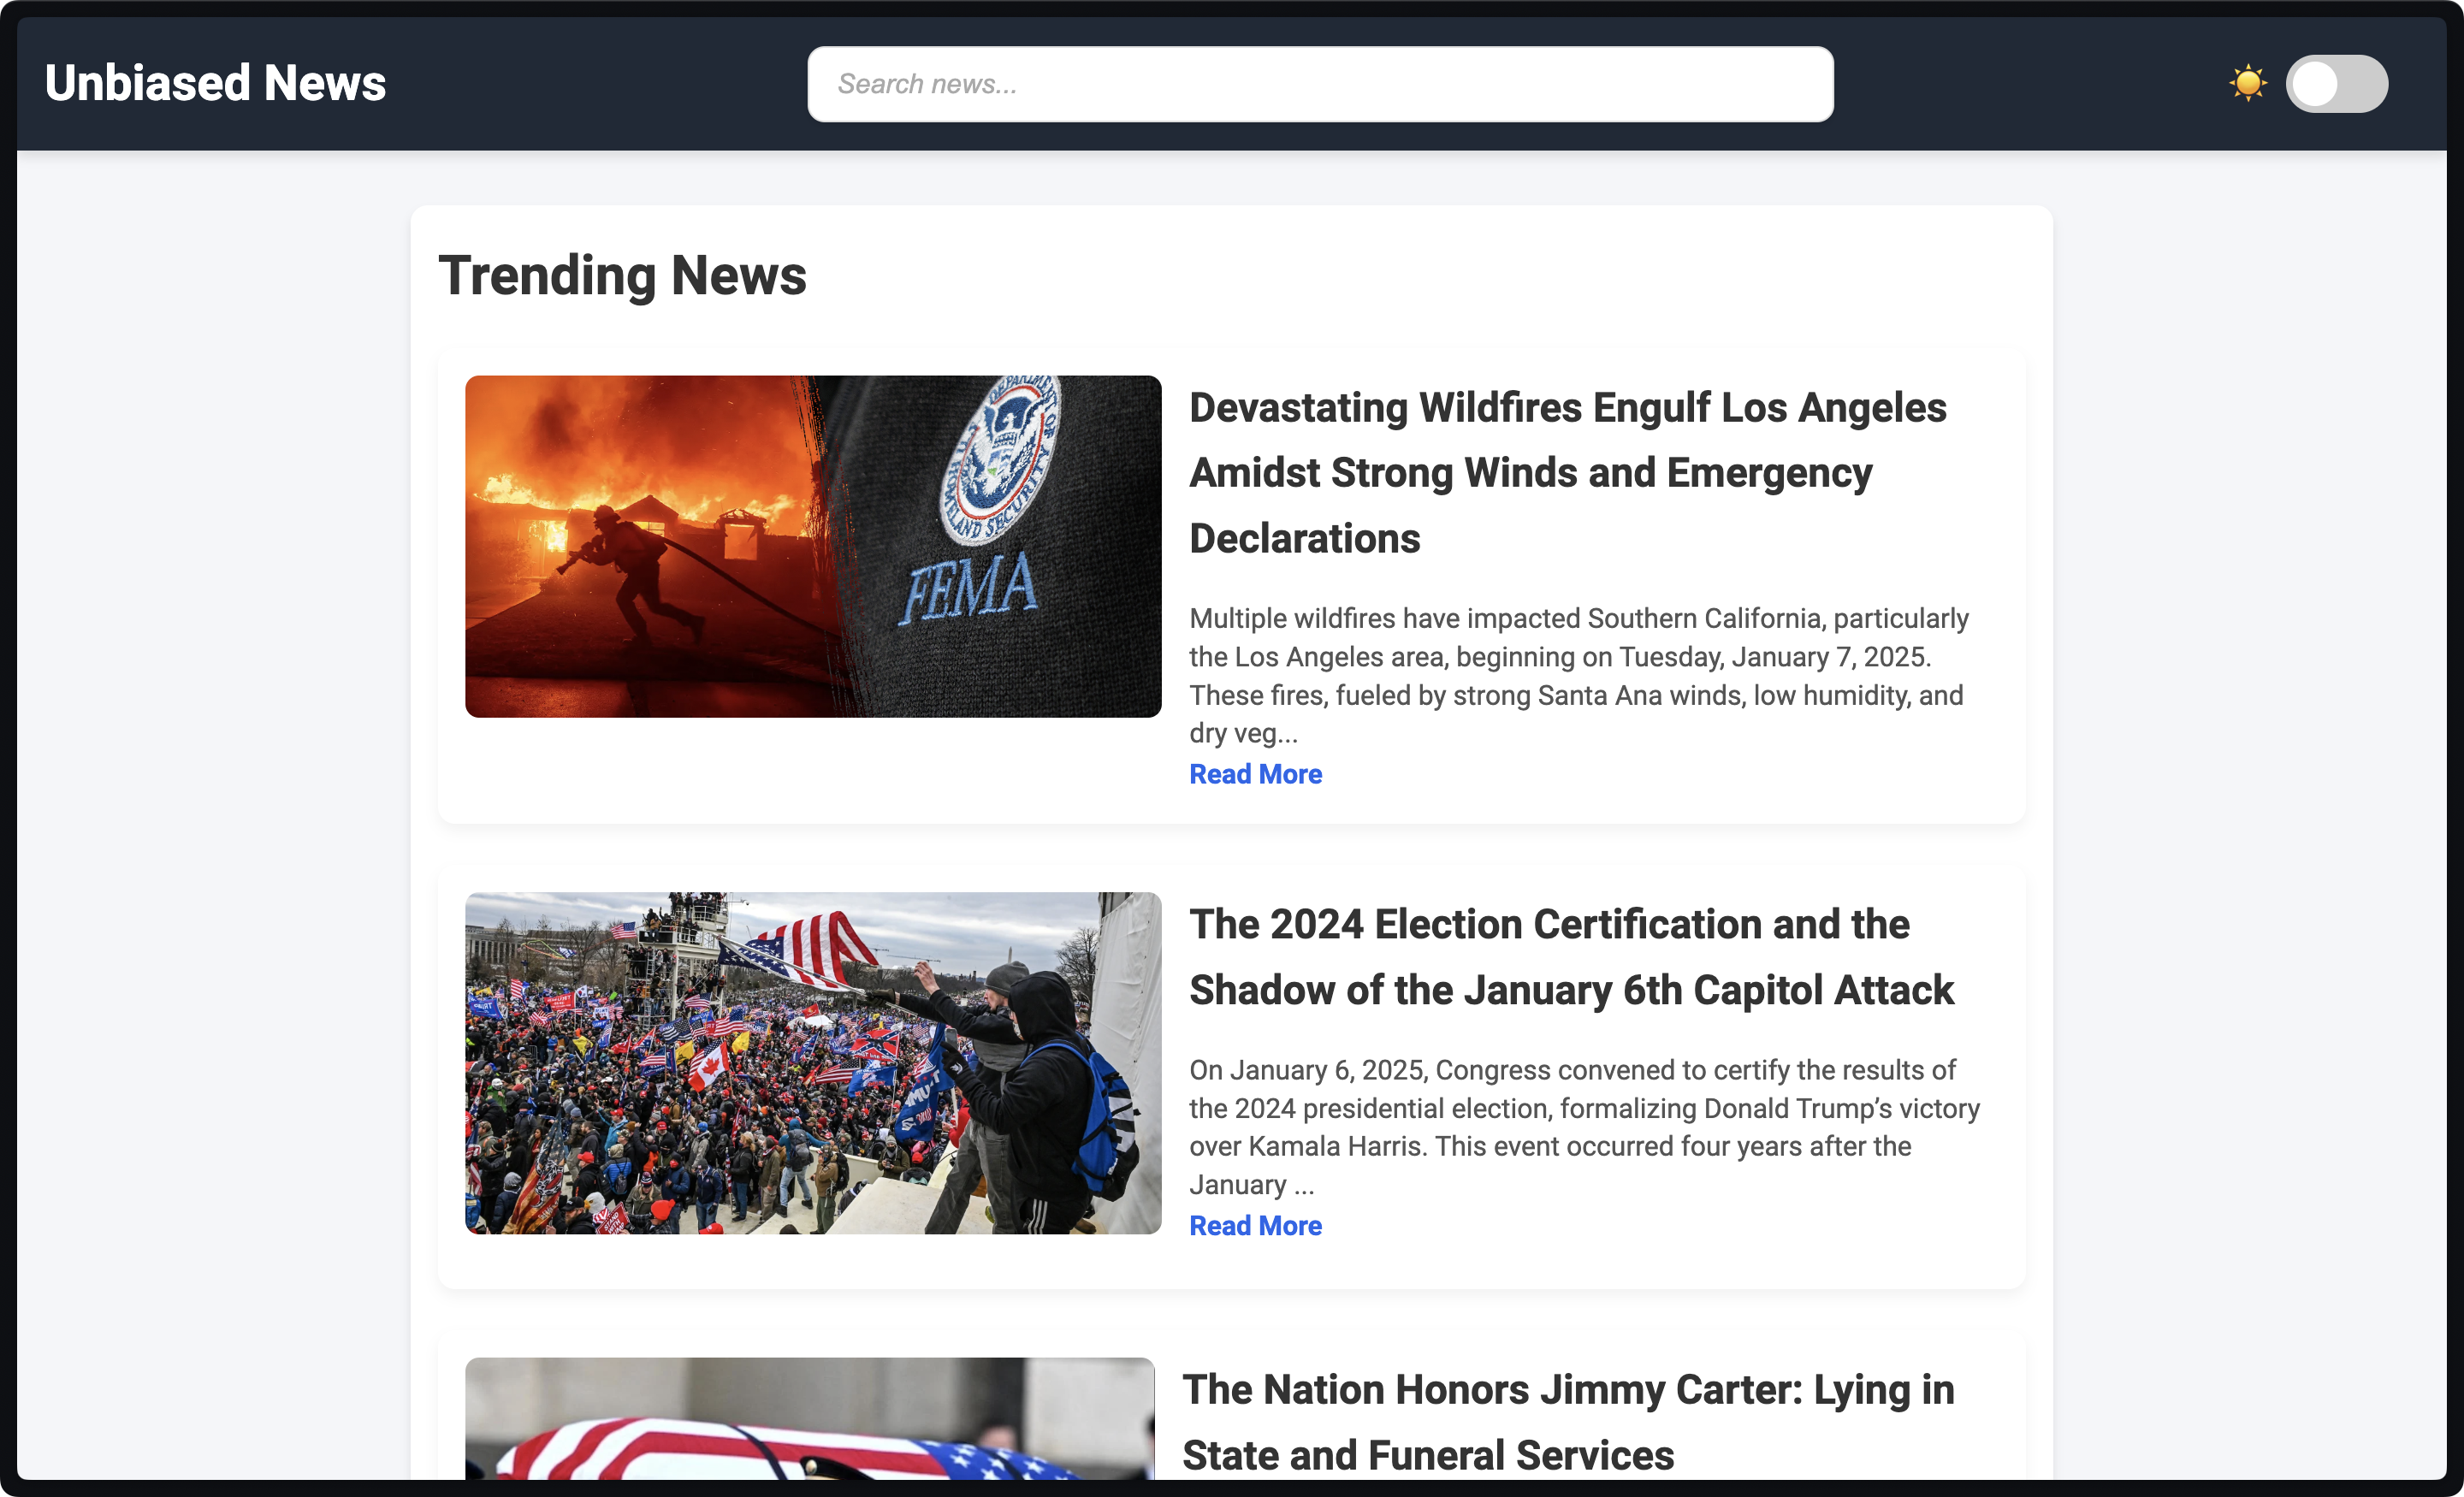 Unbiased News
Search news...
Trending News
DEPARTMENT OF
HOMELAND SECURITY
FEMA
Devastating Wildfires Engulf Los Angeles
Amidst Strong Winds and Emergency
Declarations
Multiple wildfires have impacted Southern California, particularly
the Los Angeles area, beginning on Tuesday, January 7, 2025.
These fires, fueled by strong Santa Ana winds, low humidity, and
dry veg...
Read More
The 2024 Election Certification and the
Shadow of the January 6th Capitol Attack
On January 6, 2025, Congress convened to certify the results of
the 2024 presidential election, formalizing Donald Trump’s victory
over Kamala Harris. This event occurred four years after the
January ...
Read More
The Nation Honors Jimmy Carter: Lying in
State and Funeral Services